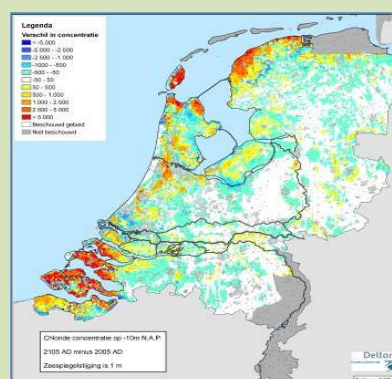 Legenda
Verschil in concentratie
< -5.000
-5.000 - -2.500
-2.500 - -1.000
-1000 - -500
-500 - -50
-50 - 50
50 - 500
500 - 1.000
1.000 - 2.500
2.500 - 5.000
> 5.000
Beschouwd gebied
Niet beschouwd
Chloride concentratie op -10m N.A.P.
2105 AD minus 2005 AD
Zeespiegelstijging is 1 m